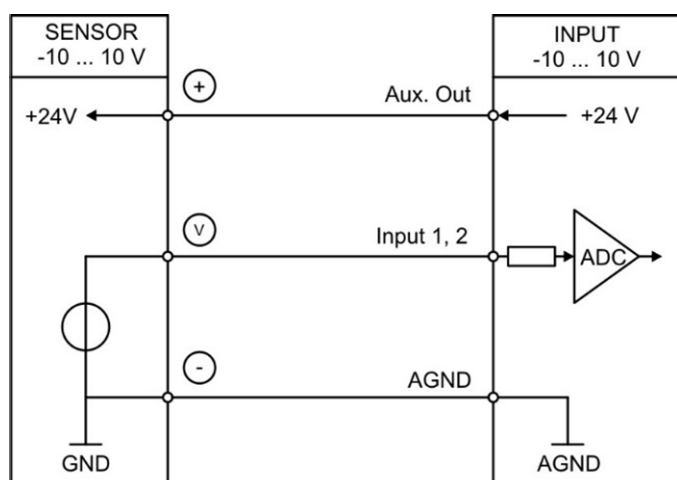 SENSOR
-10 ... 10 V
INPUT
-10 ... 10 V
+
Aux. Out
+24V
+24 V
V
Input 1, 2
ADC
-
AGND
GND
AGND